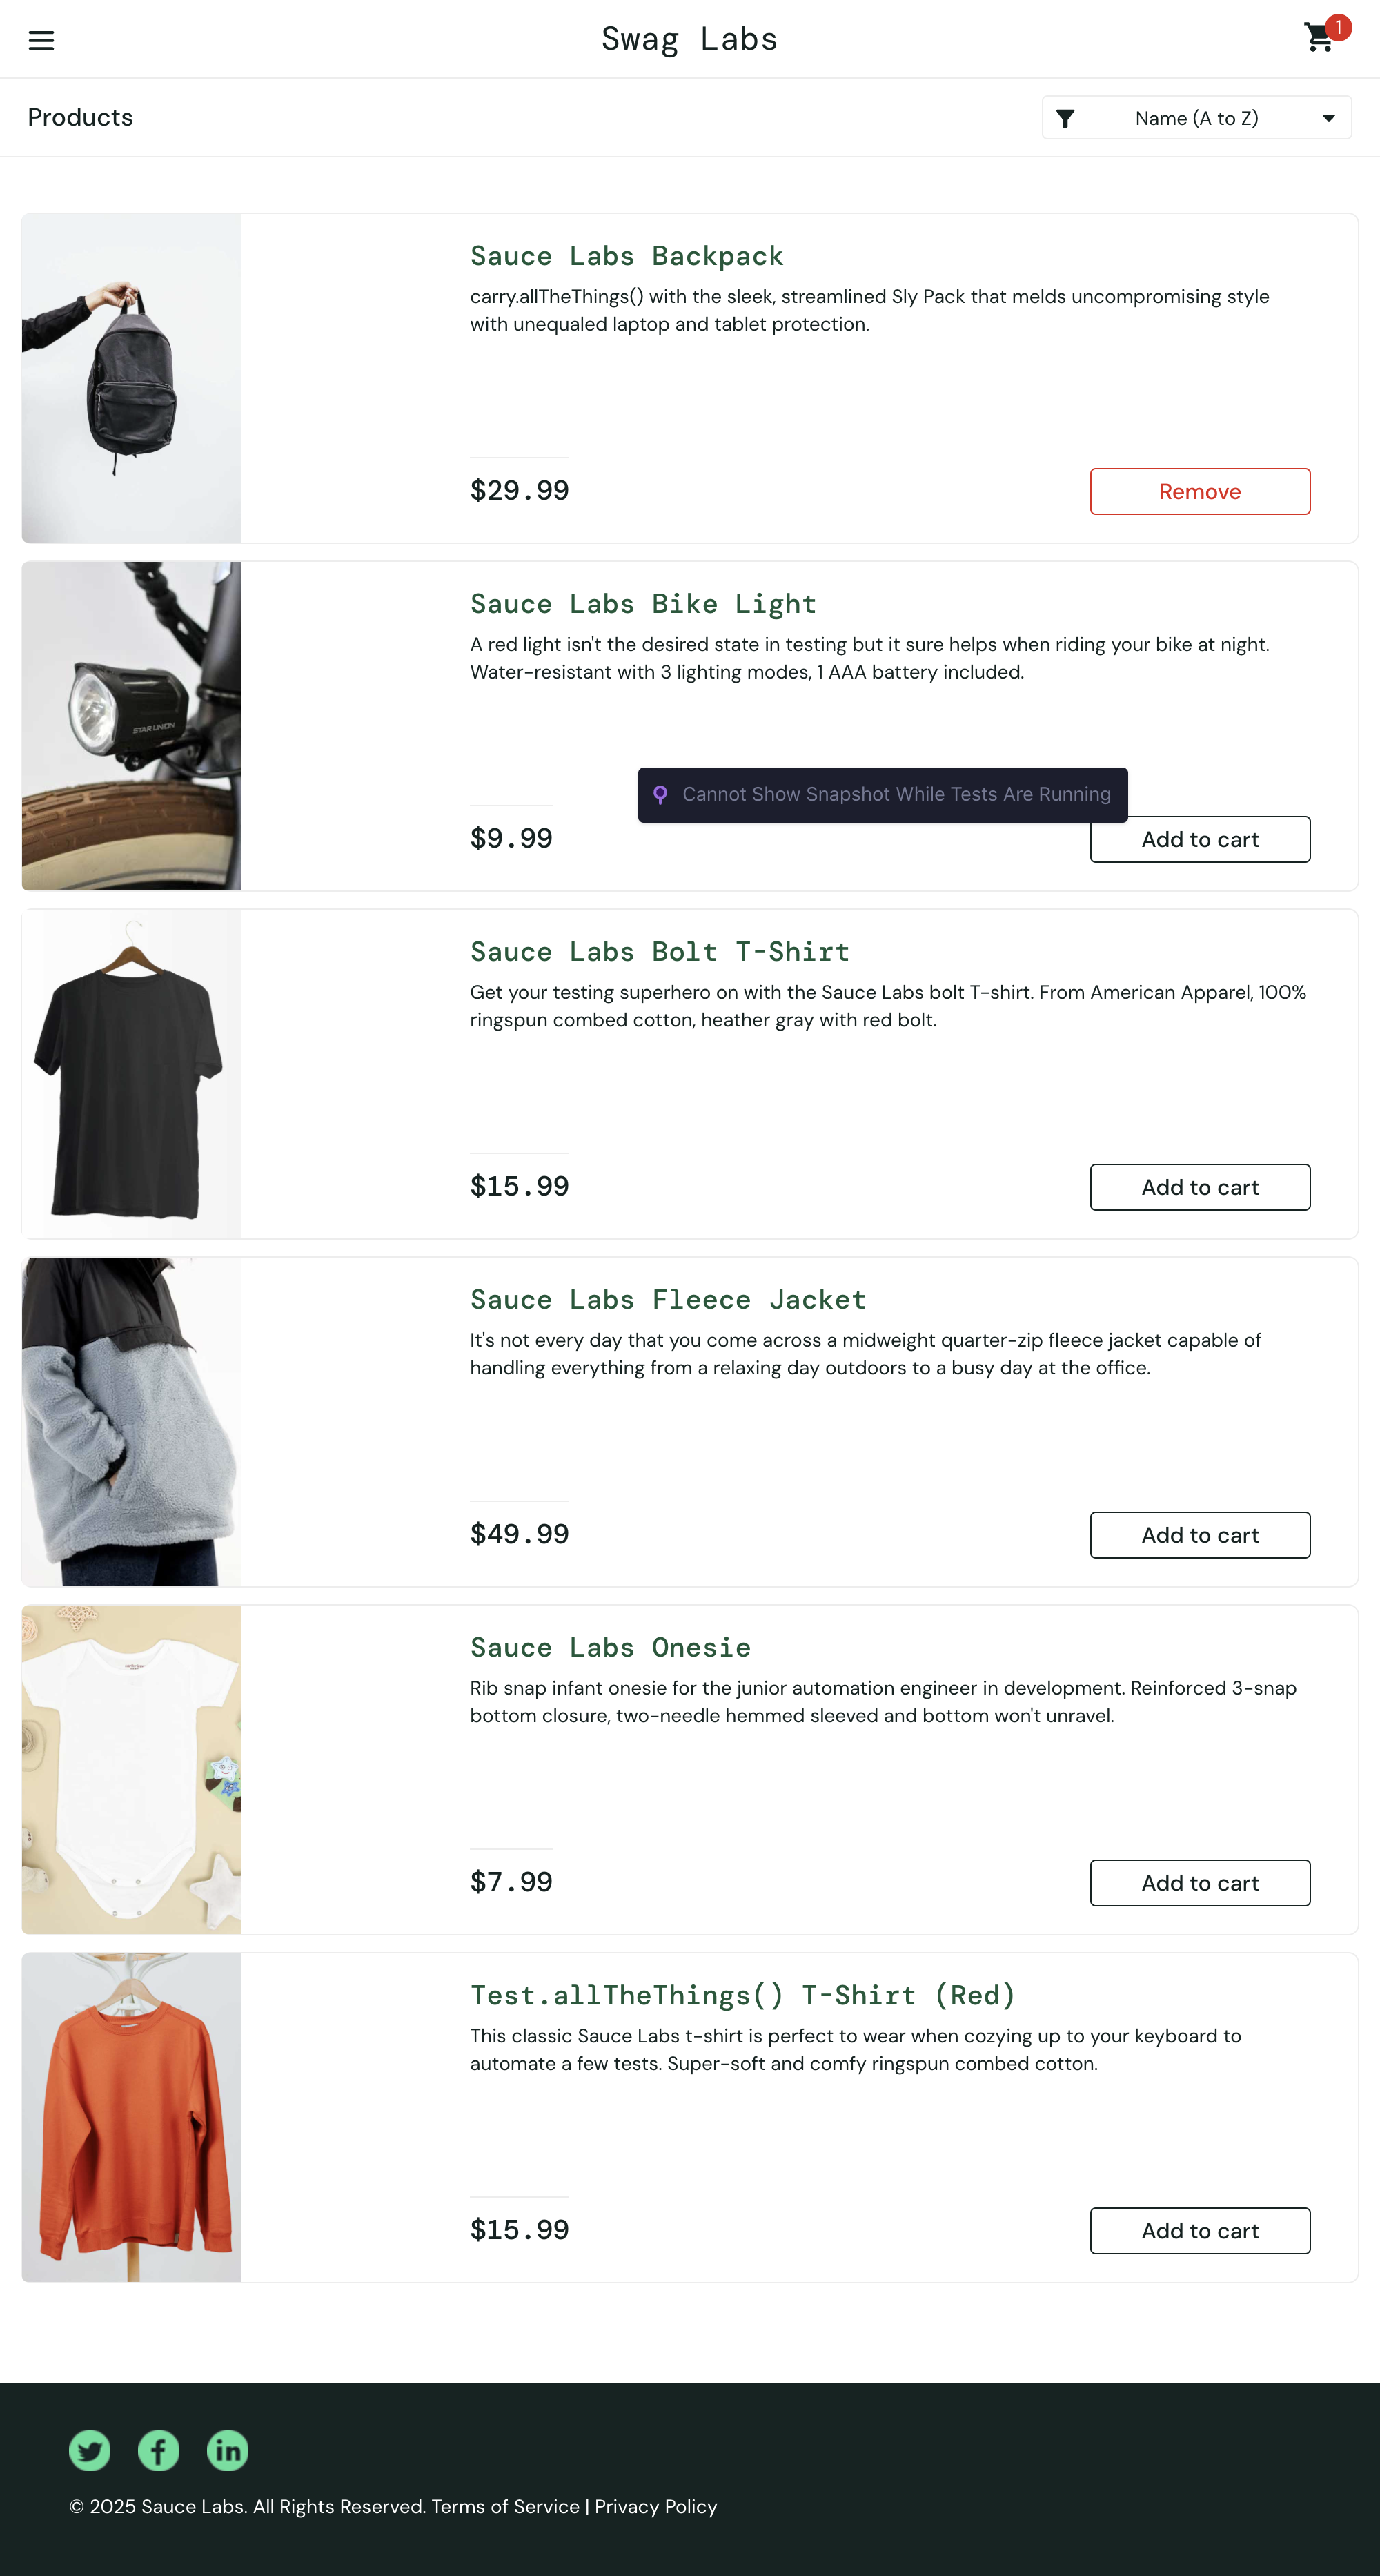 Swag Labs
1
Products
Name (A to Z)
Sauce Labs Backpack
carry.allTheThings() with the sleek, streamlined Sly Pack that melds uncompromising style
with unequaled laptop and tablet protection.
$29.99
Remove
STAR UNION
Sauce Labs Bike Light
A red light isn't the desired state in testing but it sure helps when riding your bike at night.
Water-resistant with 3 lighting modes, 1 AAA battery included.
Cannot Show Snapshot While Tests Are Running
$9.99
Add to cart
Sauce Labs Bolt T-Shirt
Get your testing superhero on with the Sauce Labs bolt T-shirt. From American Apparel, 100%
ringspun combed cotton, heather gray with red bolt.
$15.99
Add to cart
Sauce Labs Fleece Jacket
It's not every day that you come across a midweight quarter-zip fleece jacket capable of
handling everything from a relaxing day outdoors to a busy day at the office.
$49.99
Add to cart
Sauce Labs Onesie
Rib snap infant onesie for the junior automation engineer in development. Reinforced 3-snap
bottom closure, two-needle hemmed sleeved and bottom won't unravel.
$7.99
Add to cart
Test.allTheThings() T-Shirt (Red)
This classic Sauce Labs t-shirt is perfect to wear when cozying up to your keyboard to
automate a few tests. Super-soft and comfy ringspun combed cotton.
$15.99
Add to cart
© 2025 Sauce Labs. All Rights Reserved. Terms of Service | Privacy Policy